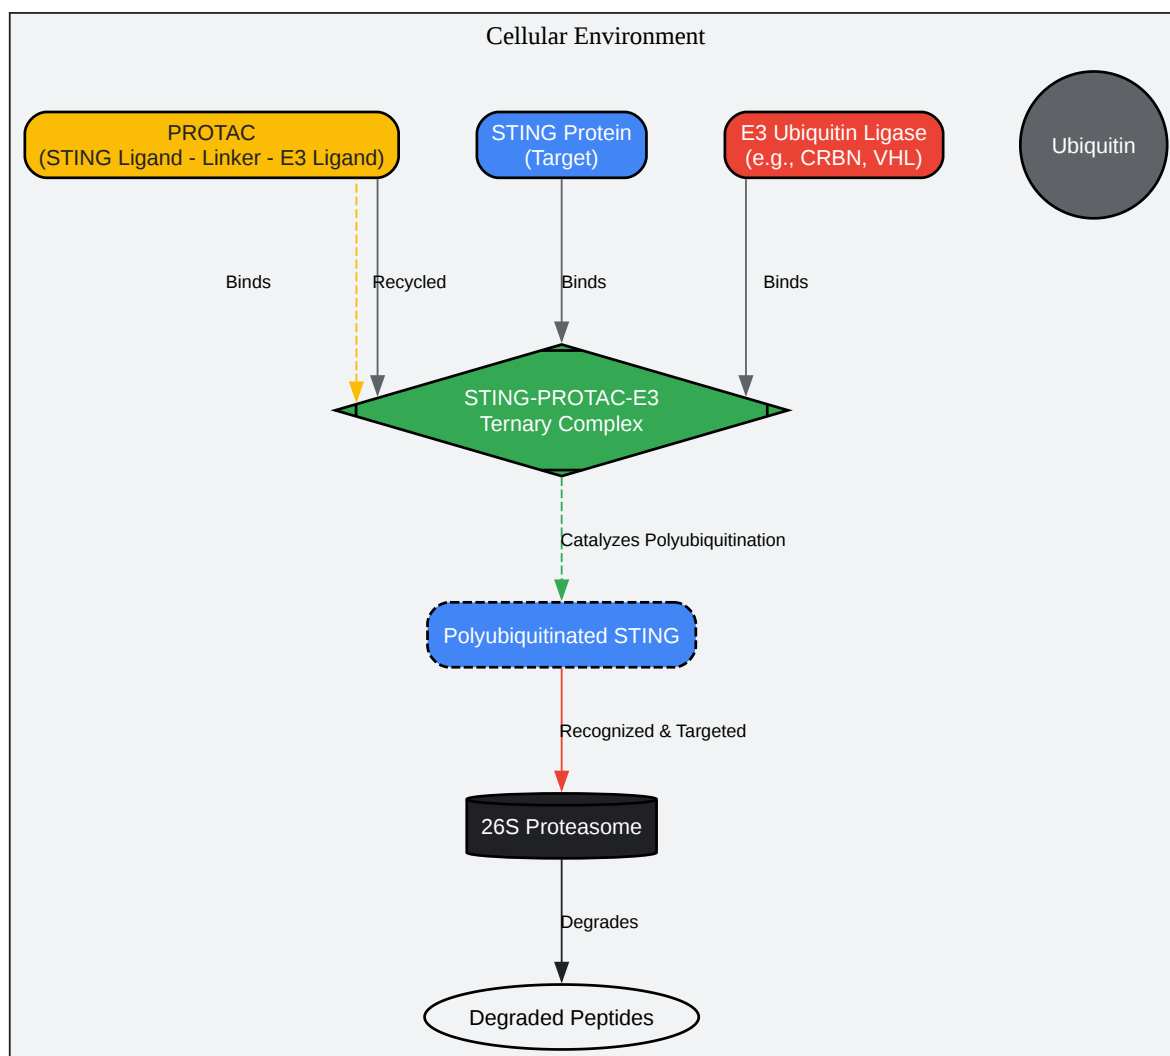 Cellular Environment
PROTAC
(STING Ligand - Linker - E3 Ligand)
STING Protein
(Target)
E3 Ubiquitin Ligase
(e.g., CRBN, VHL)
Ubiquitin
Binds
Recycled
Binds
Binds
STING-PROTAC-E3
Ternary Complex
Catalyzes Polyubiquitination
Polyubiquitinated STING
Recognized & Targeted
26S Proteasome
Degrades
Degraded Peptides